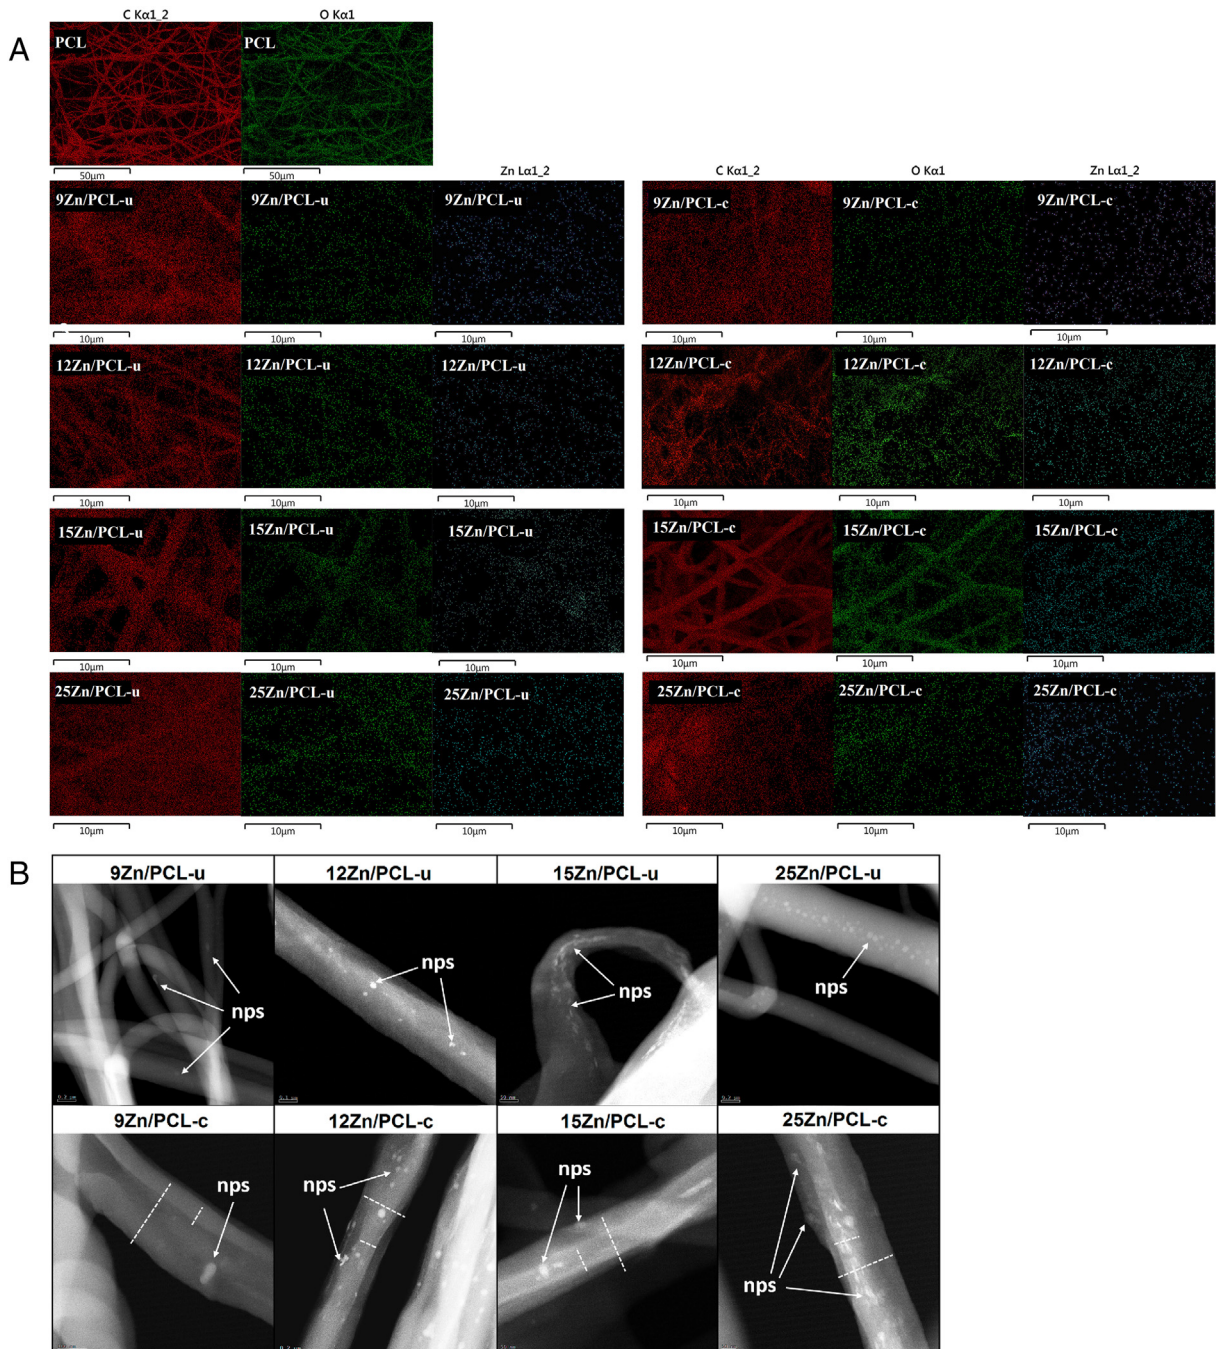 A
C Kα1_2 O Kα1
PCL PCL
50μm 50μm
Zn Lα1_2 C Kα1_2 O Kα1 Zn Lα1_2
9Zn/PCL-u 9Zn/PCL-u 9Zn/PCL-u 9Zn/PCL-c 9Zn/PCL-c 9Zn/PCL-c
10μm 10μm 10μm 10μm 10μm 10μm
12Zn/PCL-u 12Zn/PCL-u 12Zn/PCL-u 12Zn/PCL-c 12Zn/PCL-c 12Zn/PCL-c
10μm 10μm 10μm 10μm 10μm 10μm
15Zn/PCL-u 15Zn/PCL-u 15Zn/PCL-u 15Zn/PCL-c 15Zn/PCL-c 15Zn/PCL-c
10μm 10μm 10μm 10μm 10μm 10μm
25Zn/PCL-u 25Zn/PCL-u 25Zn/PCL-u 25Zn/PCL-c 25Zn/PCL-c 25Zn/PCL-c
10μm 10μm 10μm 10μm 10μm 10μm
B
9Zn/PCL-u 12Zn/PCL-u 15Zn/PCL-u 25Zn/PCL-u
nps nps nps nps
9Zn/PCL-c 12Zn/PCL-c 15Zn/PCL-c 25Zn/PCL-c
nps nps nps nps